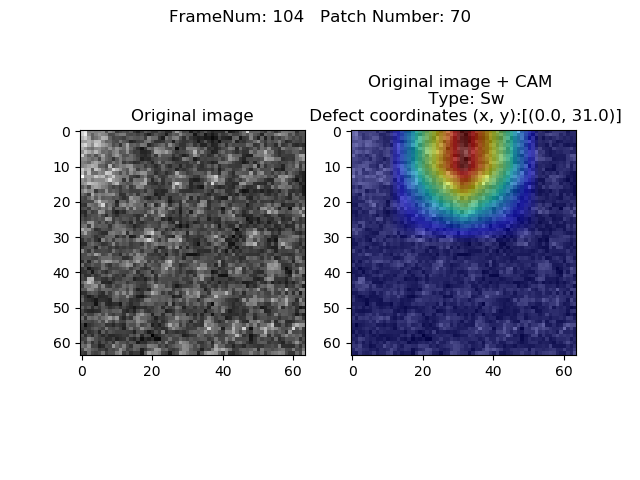 FrameNum: 104   Patch Number: 70
Original image
0
10
20
30
40
50
60
0 20 40 60
Original image + CAM
Type: Sw
Defect coordinates (x, y):[(0.0, 31.0)]
0
10
20
30
40
50
60
0 20 40 60